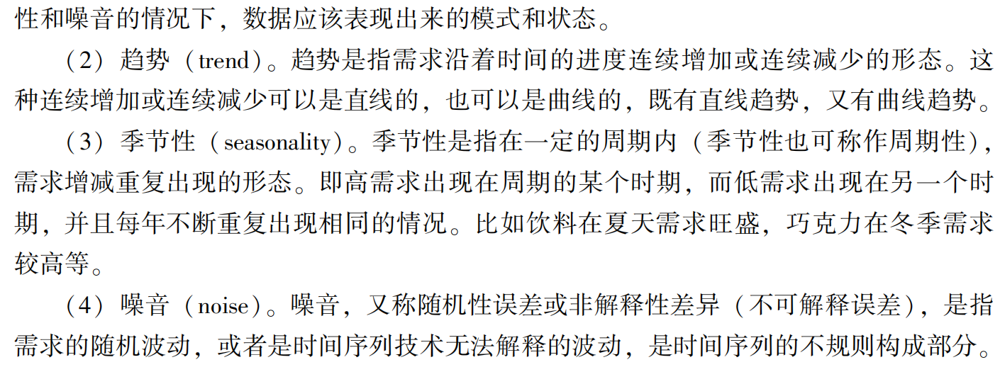 性和噪音的情况下，数据应该表现出来的模式和状态。
（2）趋势（trend）。趋势是指需求沿着时间的进度连续增加或连续减少的形态。这
种连续增加或连续减少可以是直线的，也可以是曲线的，既有直线趋势，又有曲线趋势。
（3）季节性（seasonality）。季节性是指在一定的周期内（季节性也可称作周期性），
需求增减重复出现的形态。即高需求出现在周期的某个时期，而低需求出现在另一个时
期，并且每年不断重复出现相同的情况。比如饮料在夏天需求旺盛，巧克力在冬季需求
较高等。
（4）噪音（noise）。噪音，又称随机性误差或非解释性差异（不可解释误差），是指
需求的随机波动，或者是时间序列技术无法解释的波动，是时间序列的不规则构成部分。